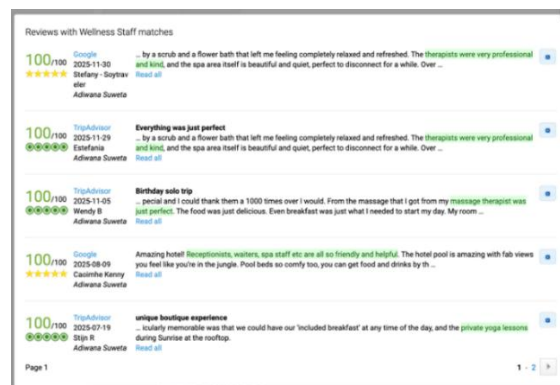 Reviews with Wellness Staff matches
100/100
Google
2025-11-30
Stefany - Soytrav
eler
Adiwana Suweta
... by a scrub and a flower bath that left me feeling completely relaxed and refreshed. The therapists were very professional
and kind, and the spa area itself is beautiful and quiet, perfect to disconnect for a while. Over ...
Read all
100/100
TripAdvisor
2025-11-29
Estefania
Adiwana Suweta
Everything was just perfect
... by a scrub and a flower bath that left me feeling completely relaxed and refreshed. The therapists were very professional
and kind, and the spa area itself is beautiful and quiet, perfect to disconnect for a while. Over ...
Read all
100/100
TripAdvisor
2025-11-05
Wendy B
Adiwana Suweta
Birthday solo trip
... pecial and I could thank them a 1000 times over I would. From the massage that I got from my massage therapist was
just perfect. The food was just delicious. Even breakfast was just what I needed to start my day. My room ...
Read all
100/100
Google
2025-08-09
Caoimhe Kenny
Adiwana Suweta
Amazing hotel! Receptionists, waiters, spa staff etc are all so friendly and helpful. The hotel pool is amazing with fab views
you feel like you're in the jungle. Pool beds so comfy too, you can get food and drinks by th ...
Read all
100/100
TripAdvisor
2025-07-19
Stijn R
Adiwana Suweta
unique boutique experience
... icularly memorable was that we could have our 'included breakfast' at any time of the day, and the private yoga lessons
during Sunrise at the rooftop.
Read all
Page 1
1 - 2 >